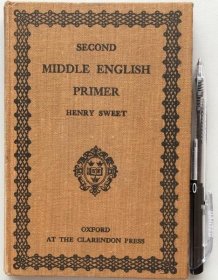 SECOND
MIDDLE ENGLISH
PRIMER
HENRY SWEET
OXFORD
AT THE CLARENDON PRESS